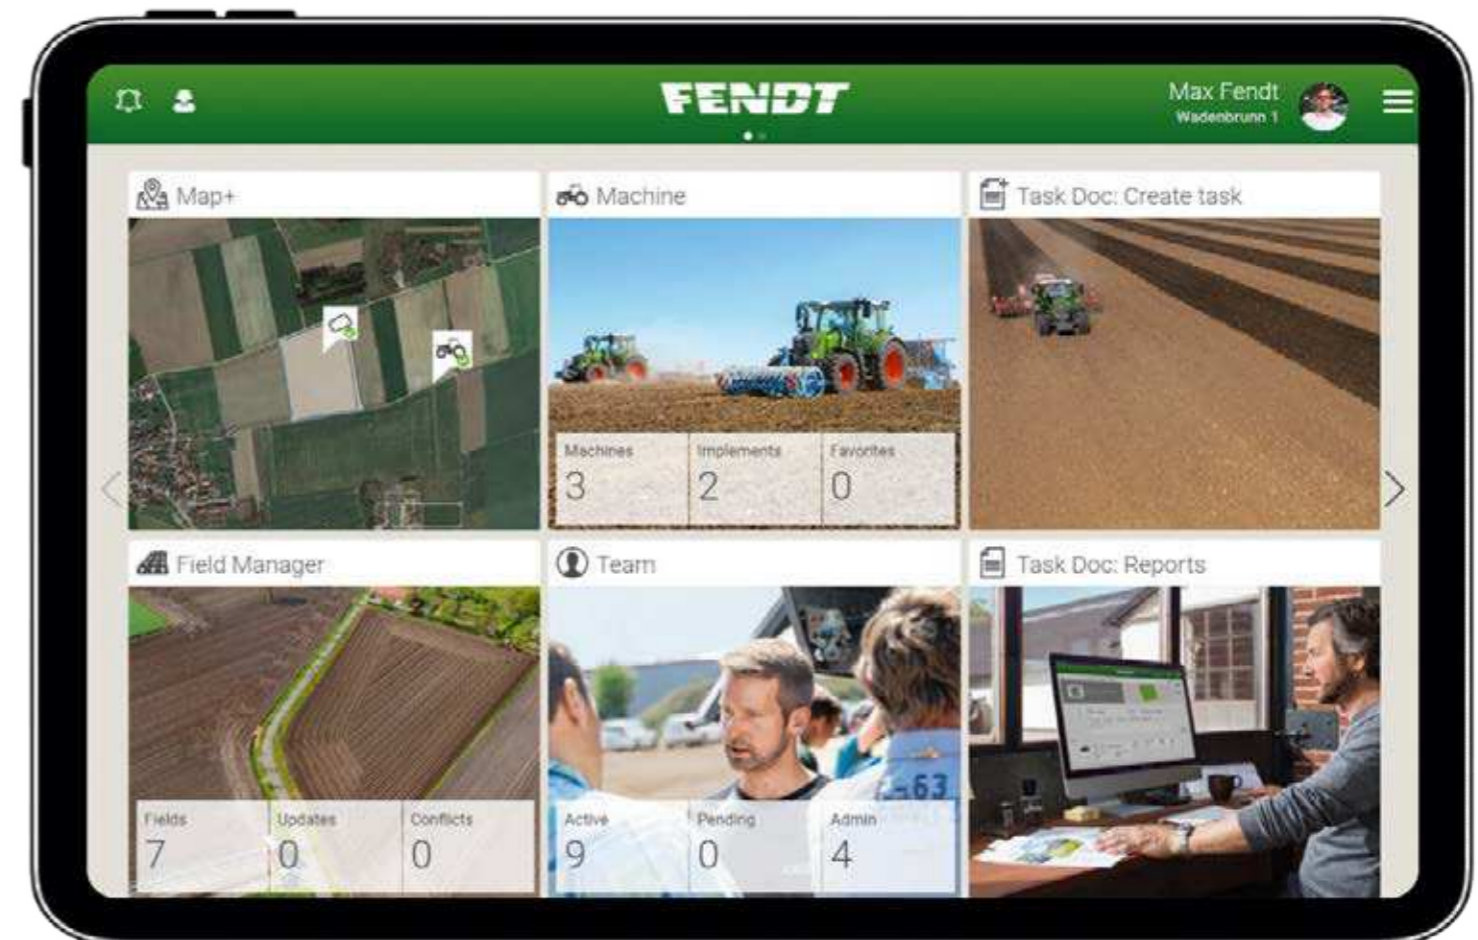 FENDT
Max Fendt
Wadenbrunn 1
Map+
Machine
Task Doc: Create task
Machines
Implements
Favorites
3
2
0
Field Manager
Team
Task Doc: Reports
63
Fields
Updates
Conflicts
Active
Pending
Admin
7
0
0
9
0
4